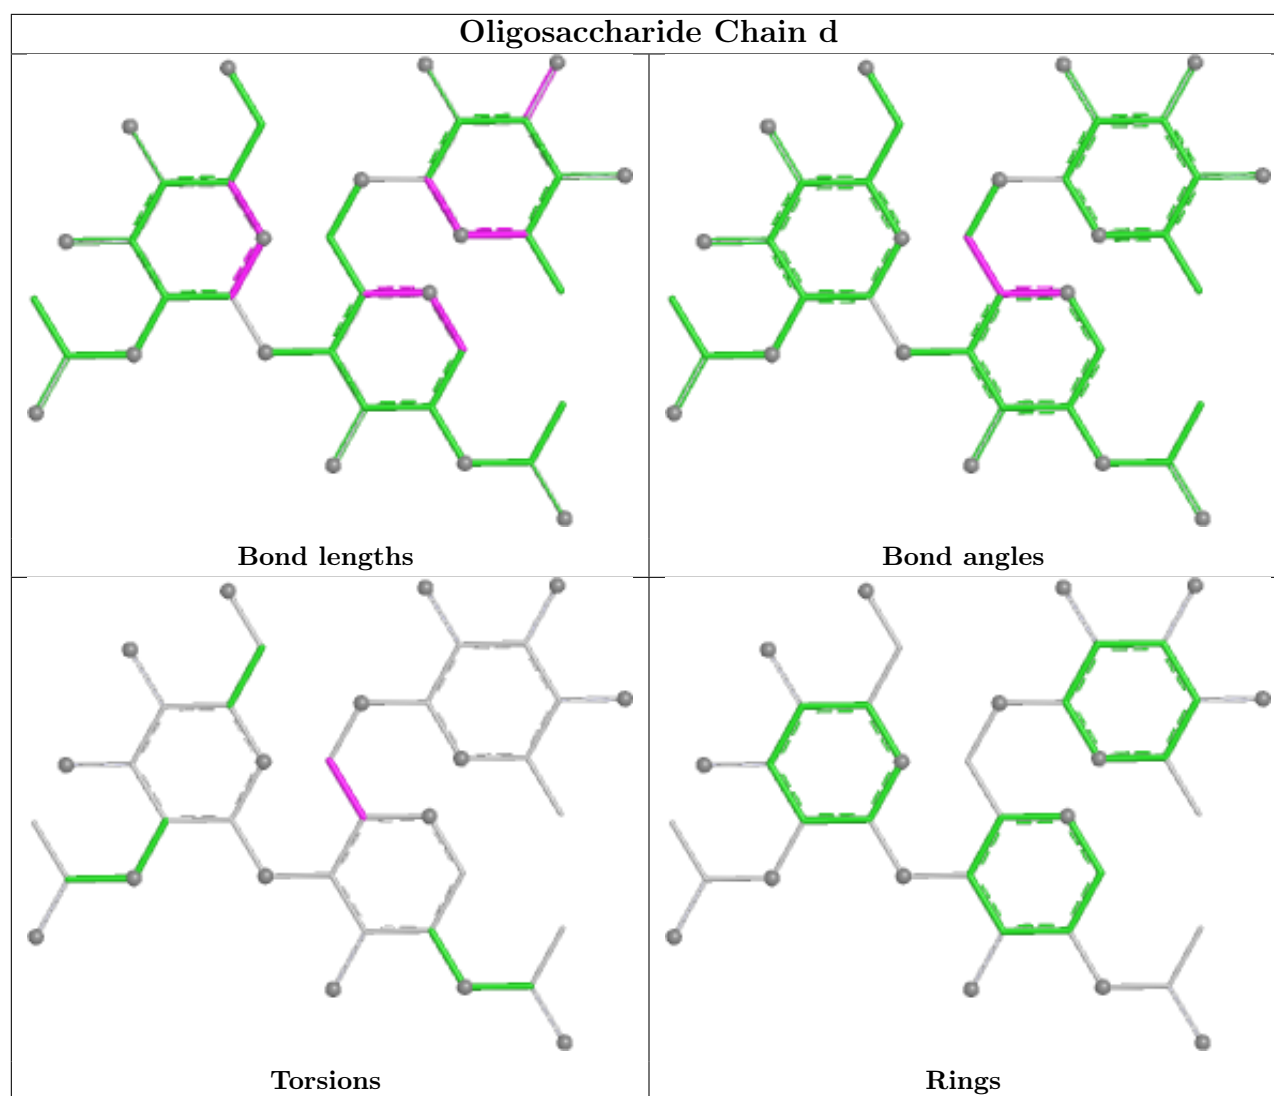 Oligosaccharide Chain d
Bond lengths
Bond angles
Torsions
Rings